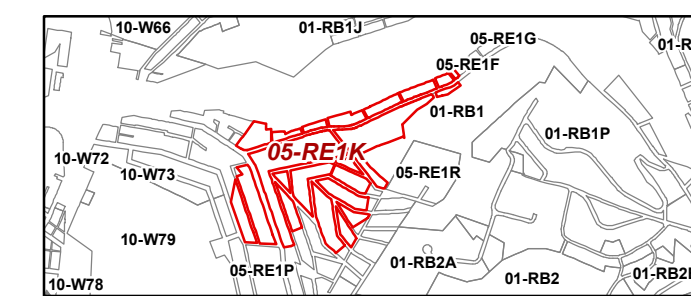 10-W66
01-RB1J
05-RE1G
01-R
05-RE1F
01-RB1
01-RB1P
05-RE1K
10-W72
10-W73
05-RE1R
10-W79
05-RE1P
01-RB2A
01-RB2
01-RB2
10-W78